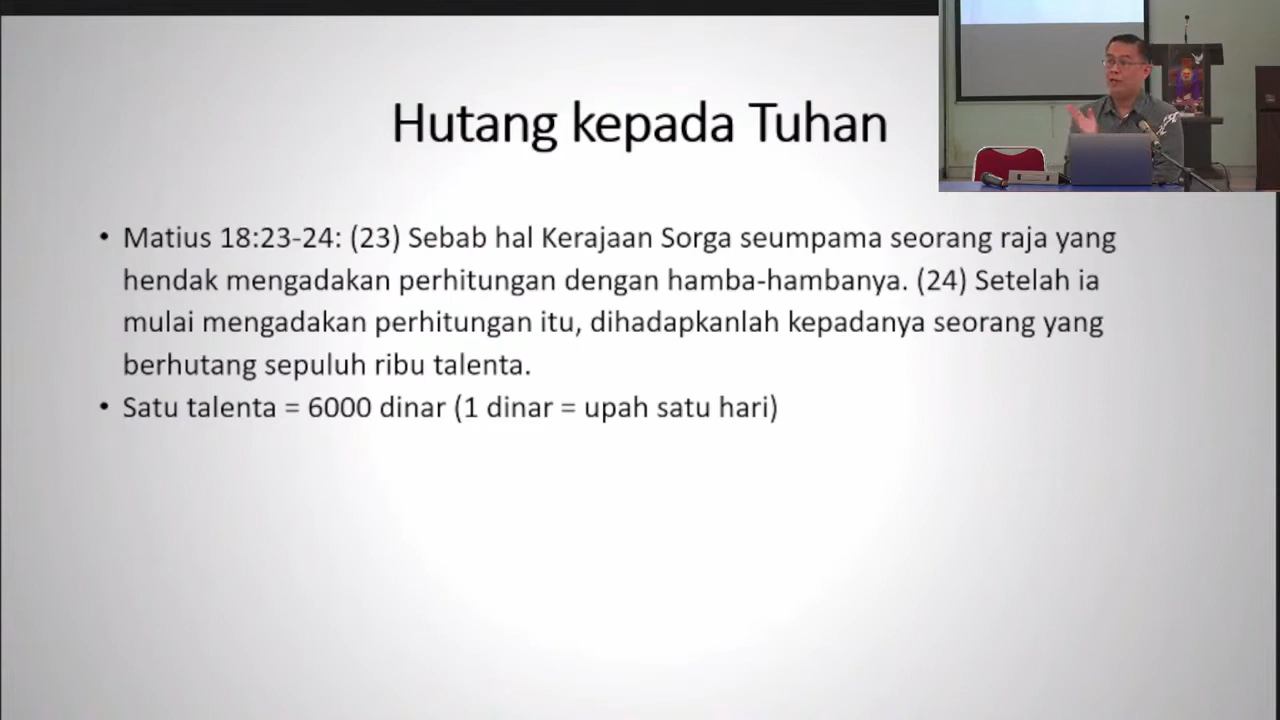 Hutang kepada Tuhan
• Matius 18:23-24: (23) Sebab hal Kerajaan Sorga seumpama seorang raja yang
hendak mengadakan perhitungan dengan hamba-hambanya. (24) Setelah ia
mulai mengadakan perhitungan itu, dihadapkanlah kepadanya seorang yang
berhutang sepuluh ribu talenta.
• Satu talenta = 6000 dinar (1 dinar = upah satu hari)